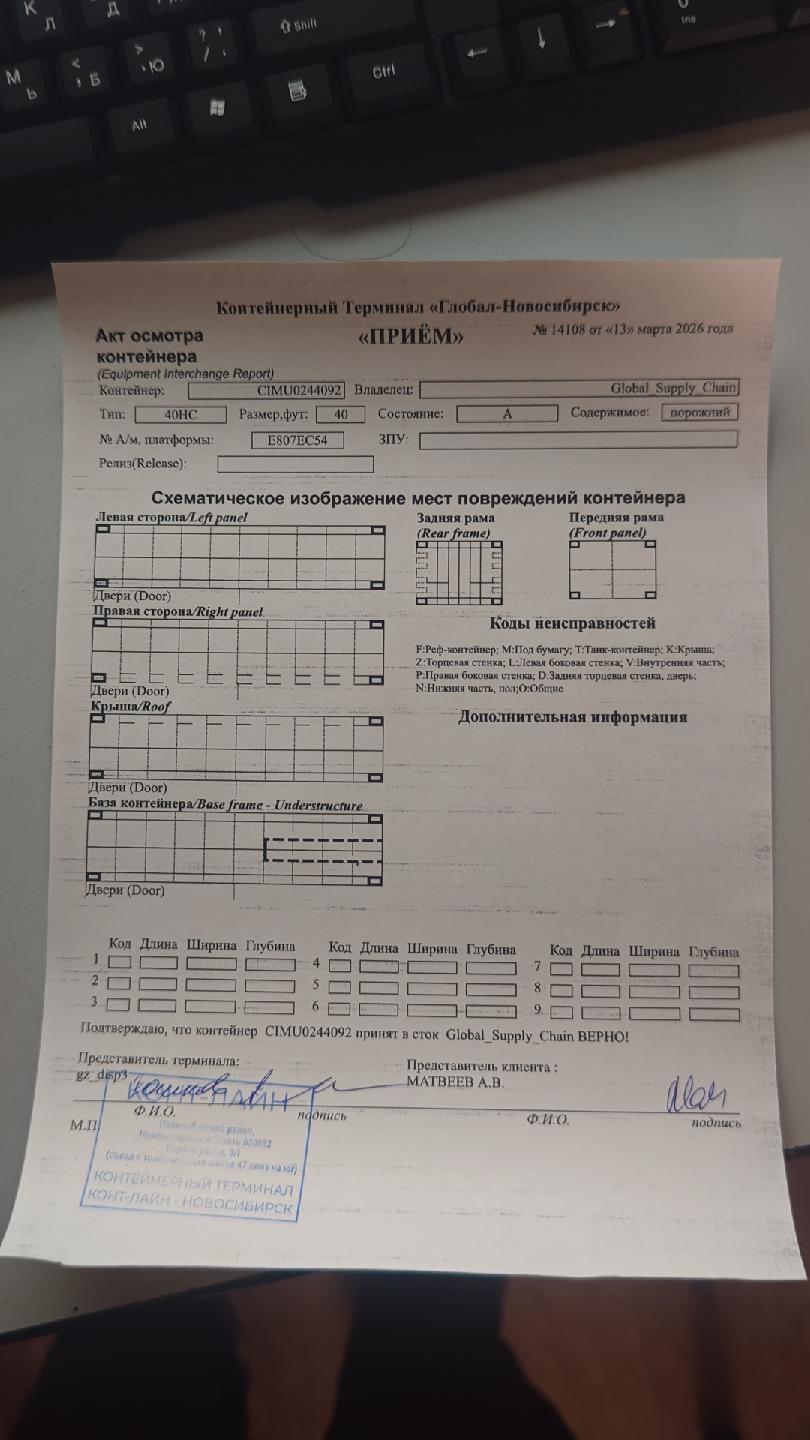 К
Л
Д
Shift
М
Ь
<
,
Б
>
.
Ю
?
/
Alt
Ctrl
Ins
Контейнерный Терминал «Глобал-Новосибирск»
Акт осмотра контейнера
«ПРИЁМ»
№ 14108 от «13» марта 2026 года
(Equipment Interchange Report)
Контейнер: CIMU0244092 Владелец: Global_Supply_Chain
Тип: 40HC Размер,фут: 40 Состояние: A Содержимое: порожний
№ А/м, платформы: Е807ЕС54 ЗПУ:
Релиз(Release):
Схематическое изображение мест повреждений контейнера
Левая сторона/Left panel
Задняя рама (Rear frame)
Передняя рама (Front panel)
Двери (Door)
Правая сторона/Right panel
Коды неисправностей
F:Реф-контейнер; M:Под бумагу; T:Танк-контейнер; K:Крыша;
Z:Торцевая стенка; L:Левая боковая стенка; V:Внутренняя часть;
P:Правая боковая стенка; D:Задняя торцевая стенка, дверь;
N:Нижняя часть, пол;O:Общие
Двери (Door)
Крыша/Roof
Дополнительная информация
Двери (Door)
База контейнера/Base frame - Understructure
Двери (Door)
Код Длина Ширина Глубина Код Длина Ширина Глубина Код Длина Ширина Глубина
1 4 7
2 5 8
3 6 9
Подтверждаю, что контейнер CIMU0244092 принят в сток Global_Supply_Chain ВЕРНО!
Представитель терминала:
gz_disp3
Представитель клиента :
МАТВЕЕВ А.В.
Ф.И.О. подпись Ф.И.О. подпись
М.П.
КОНТ-ЛАЙН
КОНТЕЙНЕРНЫЙ ТЕРМИНАЛ
КОНТ-ЛАЙН - НОВОСИБИРСК